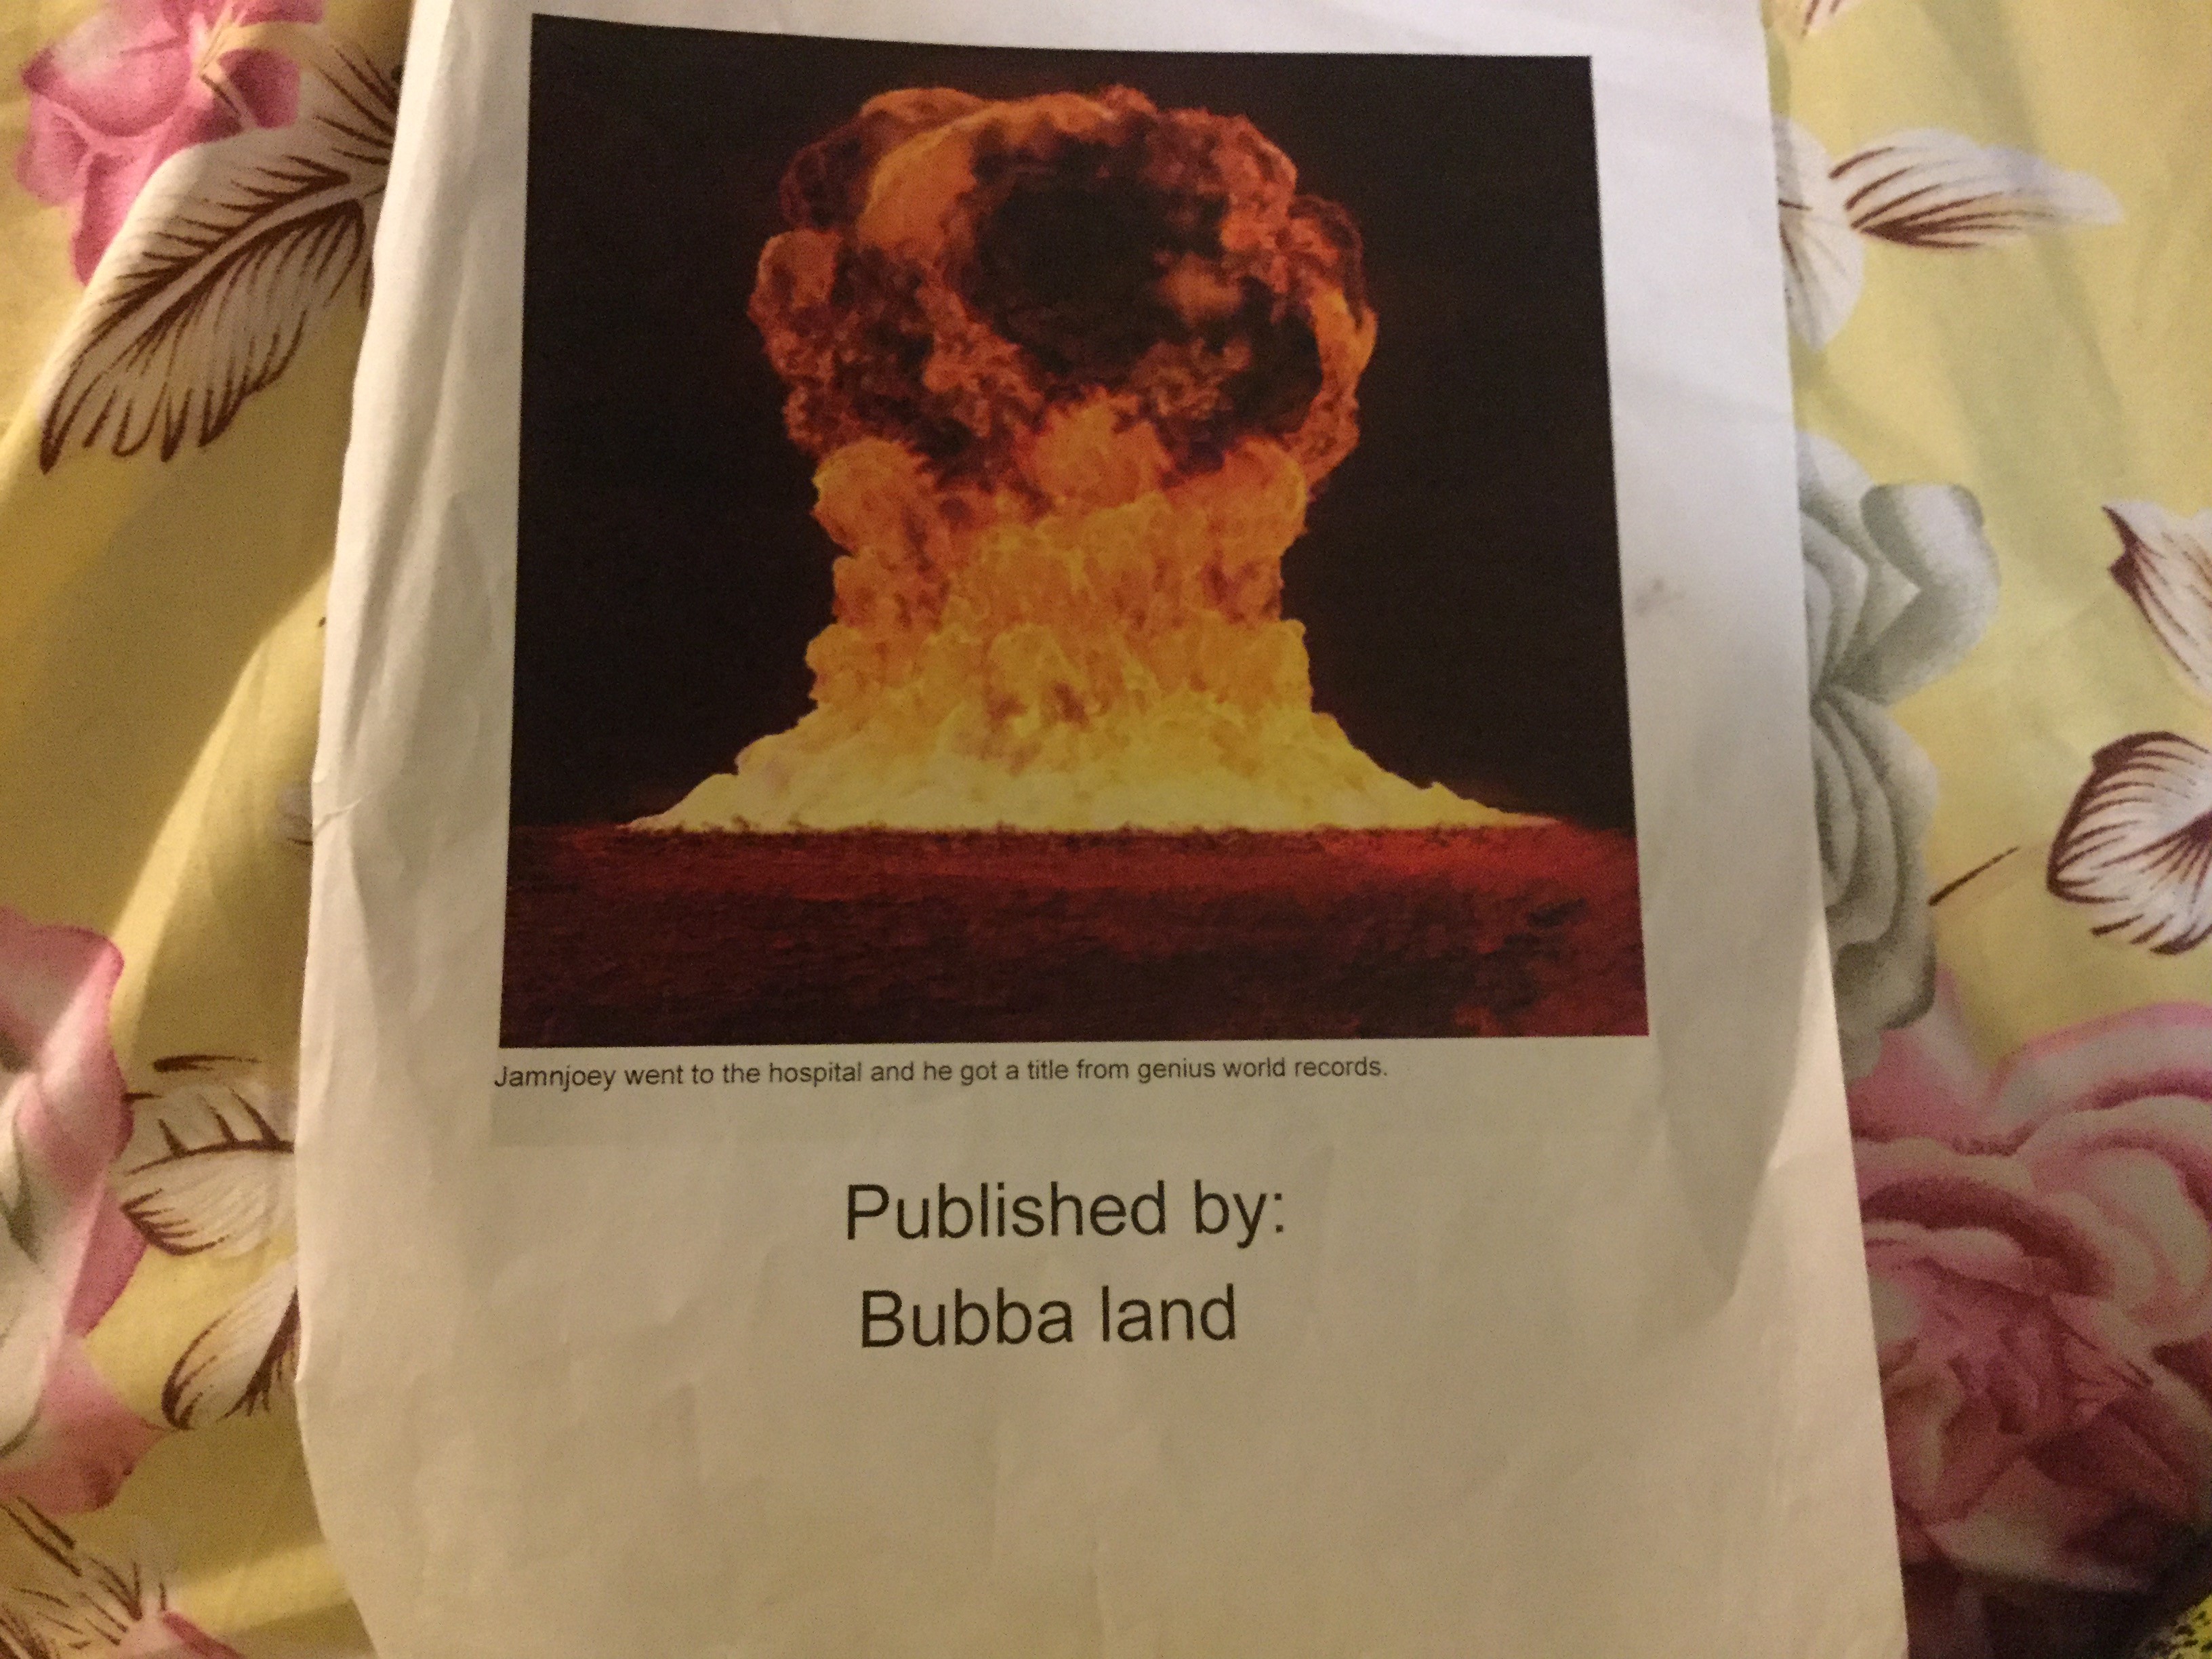 Jamnjoey went to the hospital and he got a title from genius world records.
Published by:
Bubba land